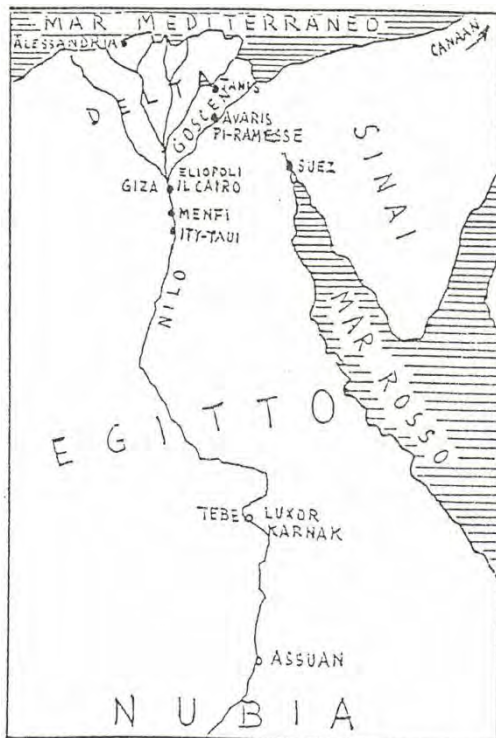 MAR MEDITERRANEO
ALESSANDRIA
CANAAN
DELTA
TANIS
GOSCEN
AVARIS
PI-RAMESSE
SUEZ
SINAI
ELIOPOLI
GIZA IL CAIRO
MENFI
ITY-TAUI
NILO
MAR ROSSO
EGITTO
TEBE LUXOR
KARNAK
ASSUAN
NUBIA